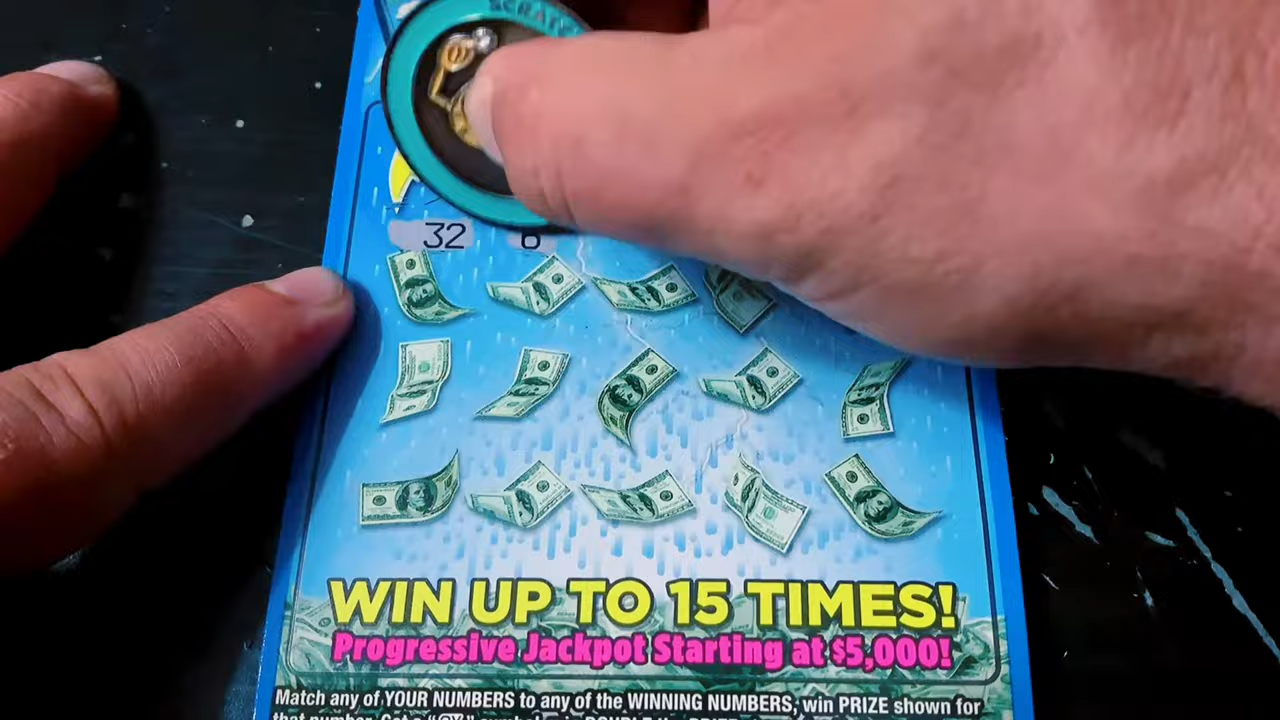 32 6
WIN UP TO 15 TIMES!
Progressive Jackpot Starting at $5,000!
Match any of YOUR NUMBERS to any of the WINNING NUMBERS, win PRIZE shown for